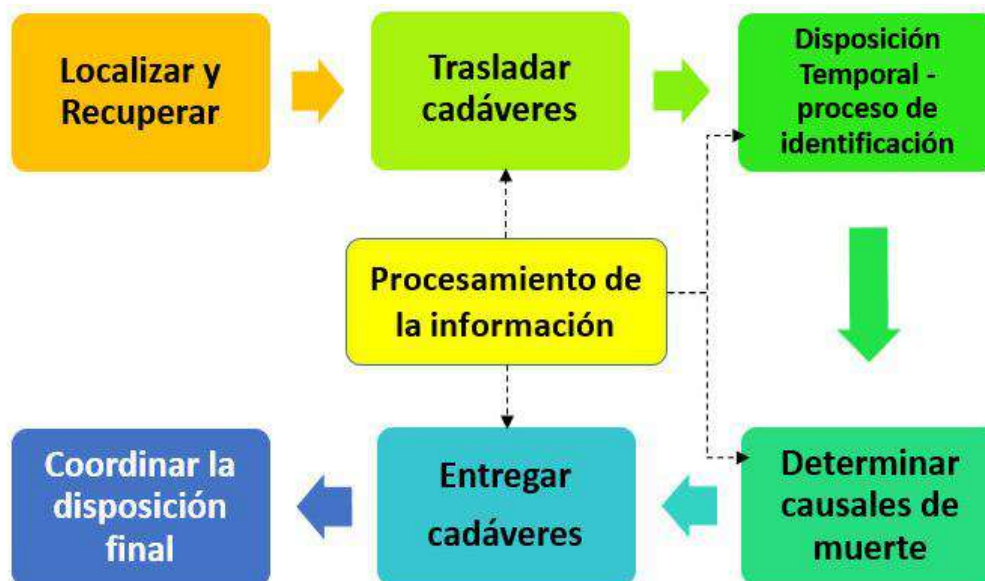 Localizar y
Recuperar
Trasladar
cadáveres
Disposición
Temporal -
proceso de
identificación
Procesamiento de
la información
Coordinar la
disposición
final
Entregar
cadáveres
Determinar
causales de
muerte